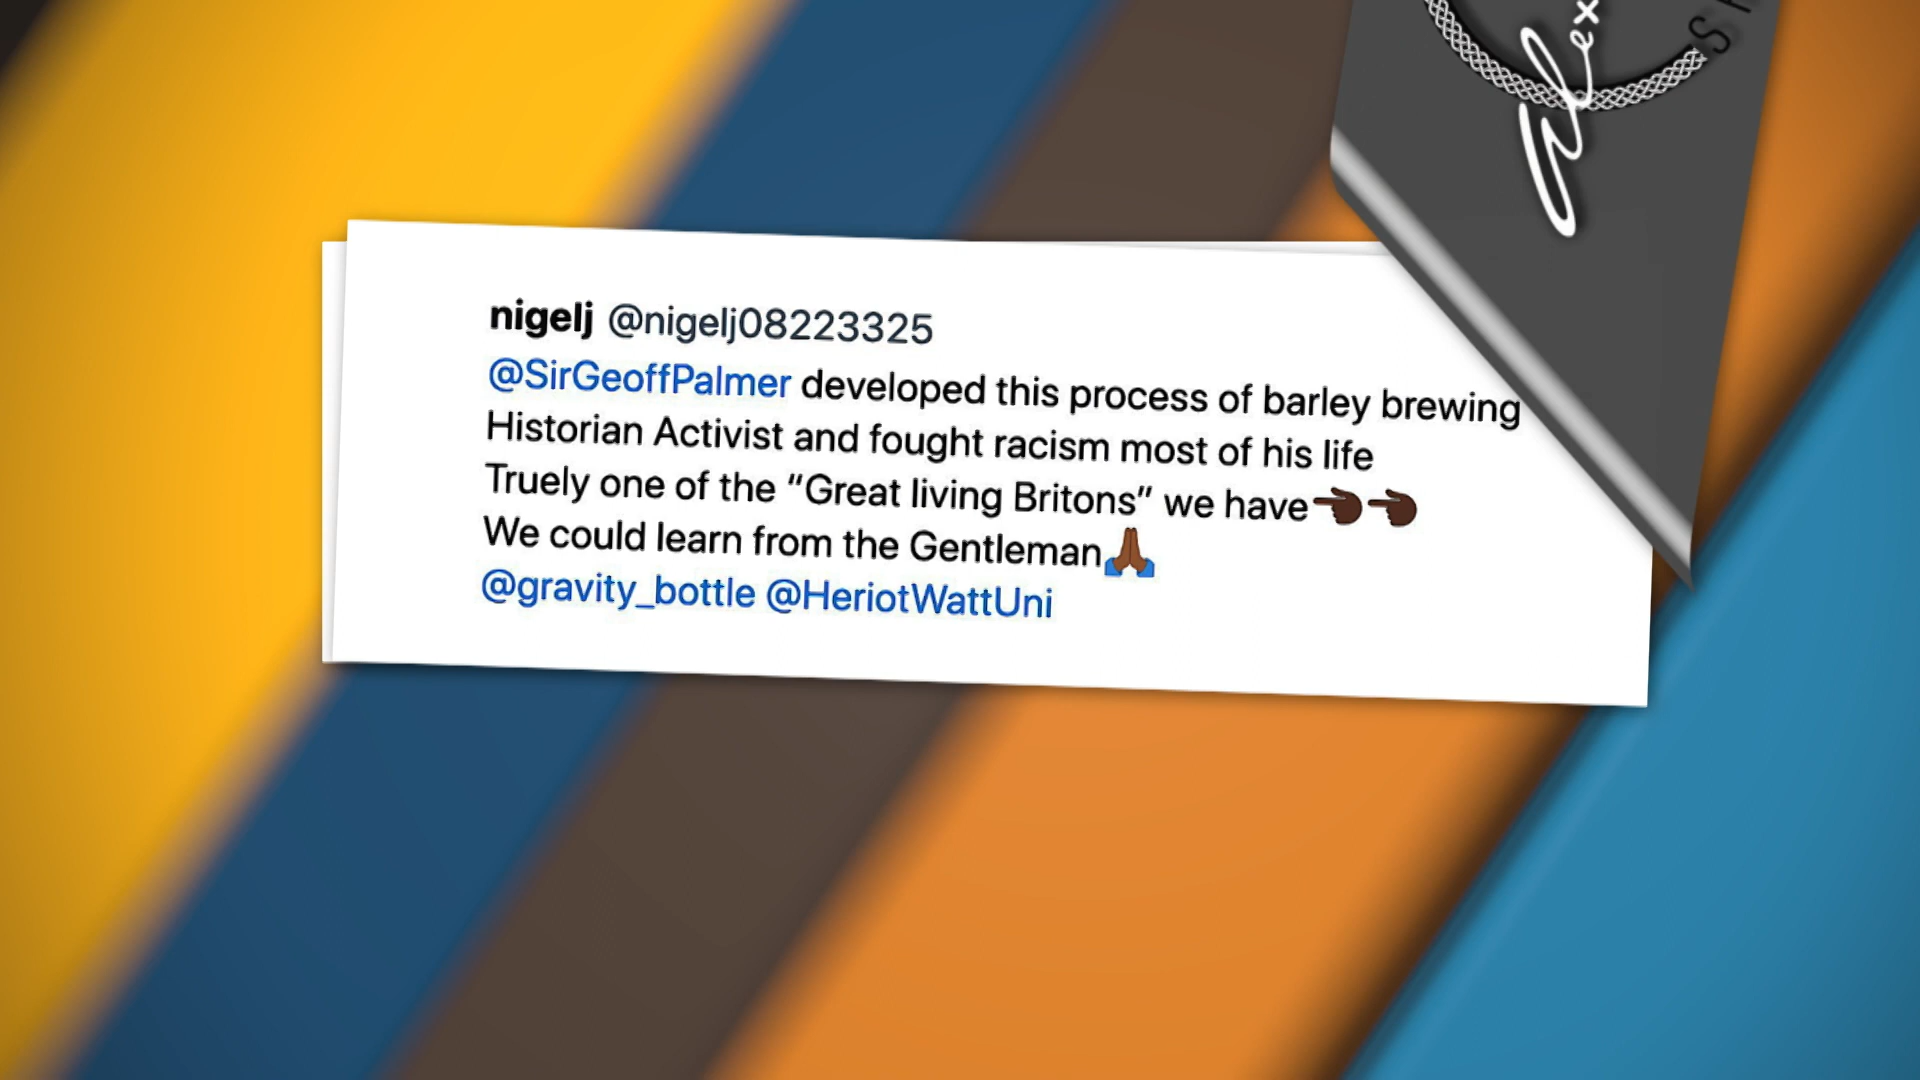 nigelj @nigelj08223325
@SirGeoffPalmer developed this process of barley brewing
Historian Activist and fought racism most of his life
Truely one of the “Great living Britons” we have👈🏿👈🏿
We could learn from the Gentleman🙏🏾
@gravity_bottle @HeriotWattUni